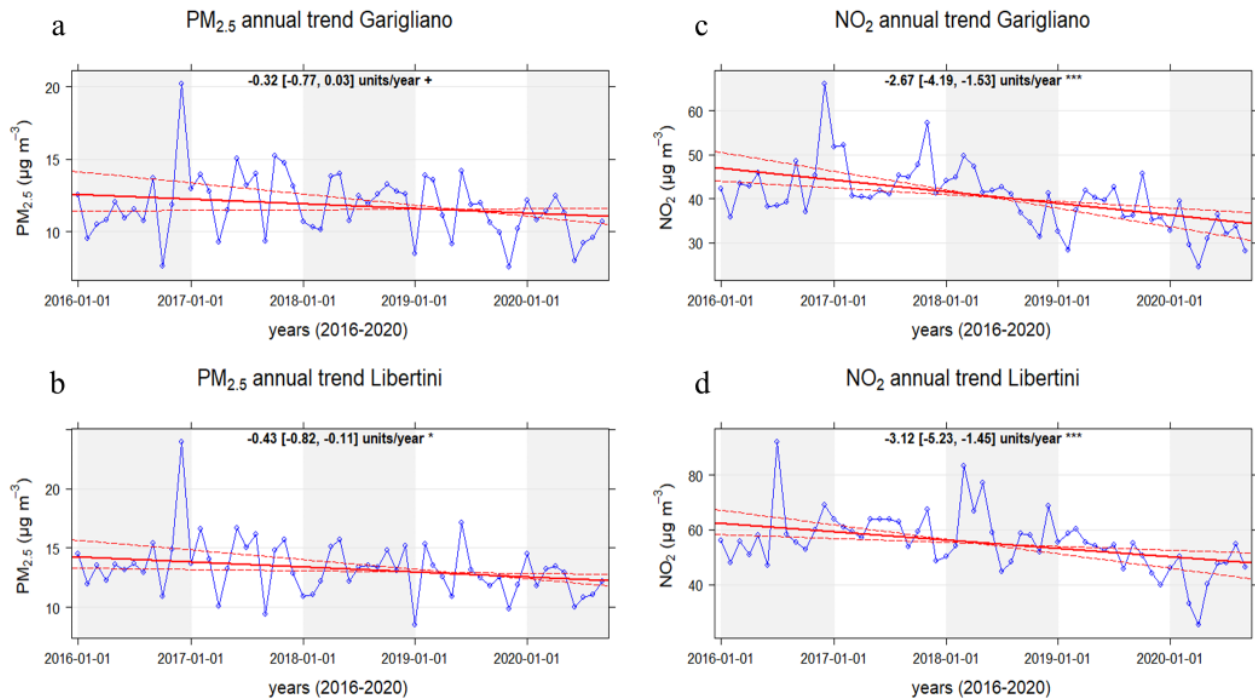 a
PM2.5 annual trend Garigliano
-0.32 [-0.77, 0.03] units/year +
PM2.5 (µg m−3)
20
15
10
2016-01-01 2017-01-01 2018-01-01 2019-01-01 2020-01-01
years (2016-2020)
c
NO2 annual trend Garigliano
-2.67 [-4.19, -1.53] units/year ***
NO2 (µg m−3)
60
50
40
30
2016-01-01 2017-01-01 2018-01-01 2019-01-01 2020-01-01
years (2016-2020)
b
PM2.5 annual trend Libertini
-0.43 [-0.82, -0.11] units/year *
PM2.5 (µg m−3)
20
15
10
2016-01-01 2017-01-01 2018-01-01 2019-01-01 2020-01-01
years (2016-2020)
d
NO2 annual trend Libertini
-3.12 [-5.23, -1.45] units/year ***
NO2 (µg m−3)
80
60
40
2016-01-01 2017-01-01 2018-01-01 2019-01-01 2020-01-01
years (2016-2020)